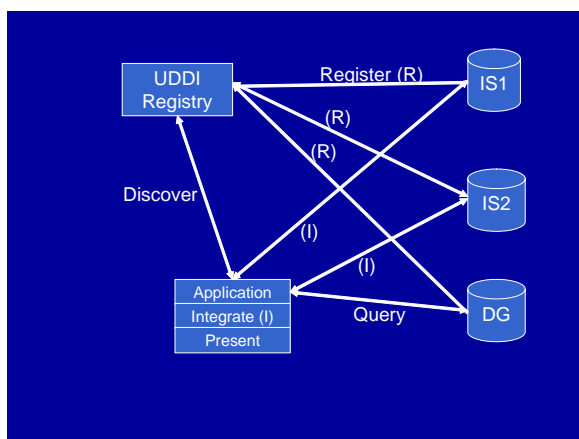 UDDI
Registry
Register (R)
IS1
(R)
(R)
IS2
Discover
(I)
(I)
Application
Integrate (I)
Present
Query
DG